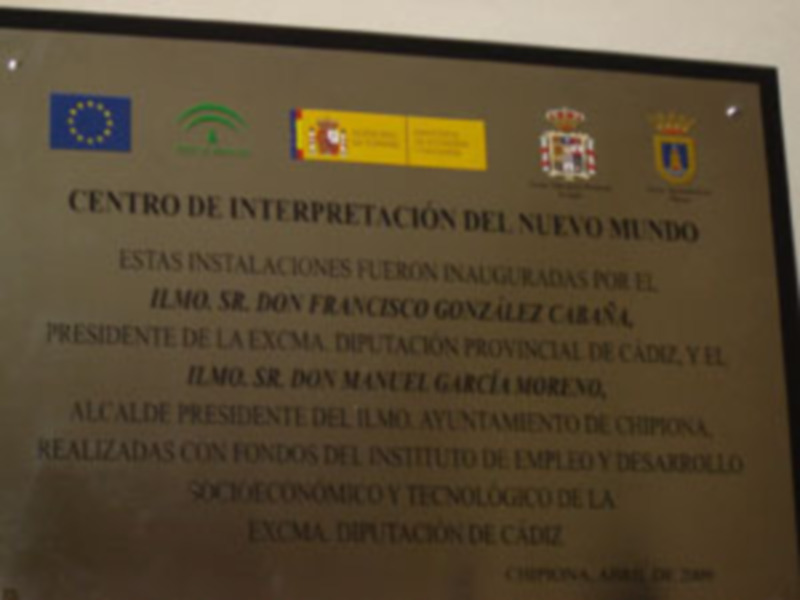 CENTRO DE INTERPRETACIÓN DEL NUEVO MUNDO
ESTAS INSTALACIONES FUERON INAUGURADAS POR EL
ILMO. SR. DON FRANCISCO GONZÁLEZ CABAÑA,
PRESIDENTE DE LA EXCMA. DIPUTACIÓN PROVINCIAL DE CÁDIZ, Y EL
ILMO. SR. DON MANUEL GARCÍA MORENO,
ALCALDE PRESIDENTE DEL ILMO. AYUNTAMIENTO DE CHIPIONA.
REALIZADAS CON FONDOS DEL INSTITUTO DE EMPLEO Y DESARROLLO
SOCIOECONÓMICO Y TECNOLÓGICO DE LA
EXCMA. DIPUTACIÓN DE CÁDIZ
CHIPIONA, ABRIL DE 2009